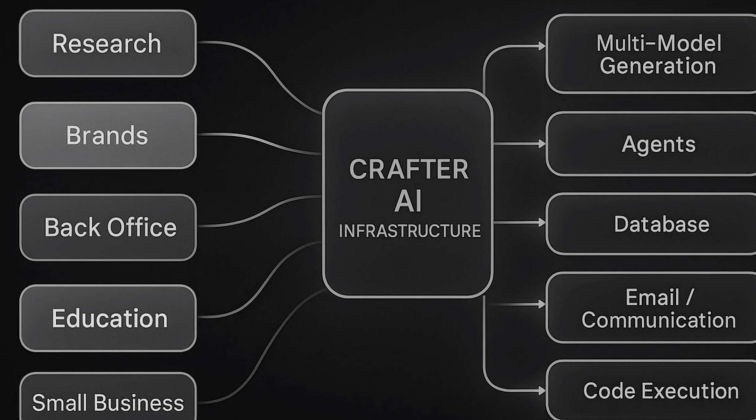 Research
Brands
Back Office
Education
Small Business
CRAFTER
AI
INFRASTRUCTURE
Multi-Model
Generation
Agents
Database
Email /
Communication
Code Execution